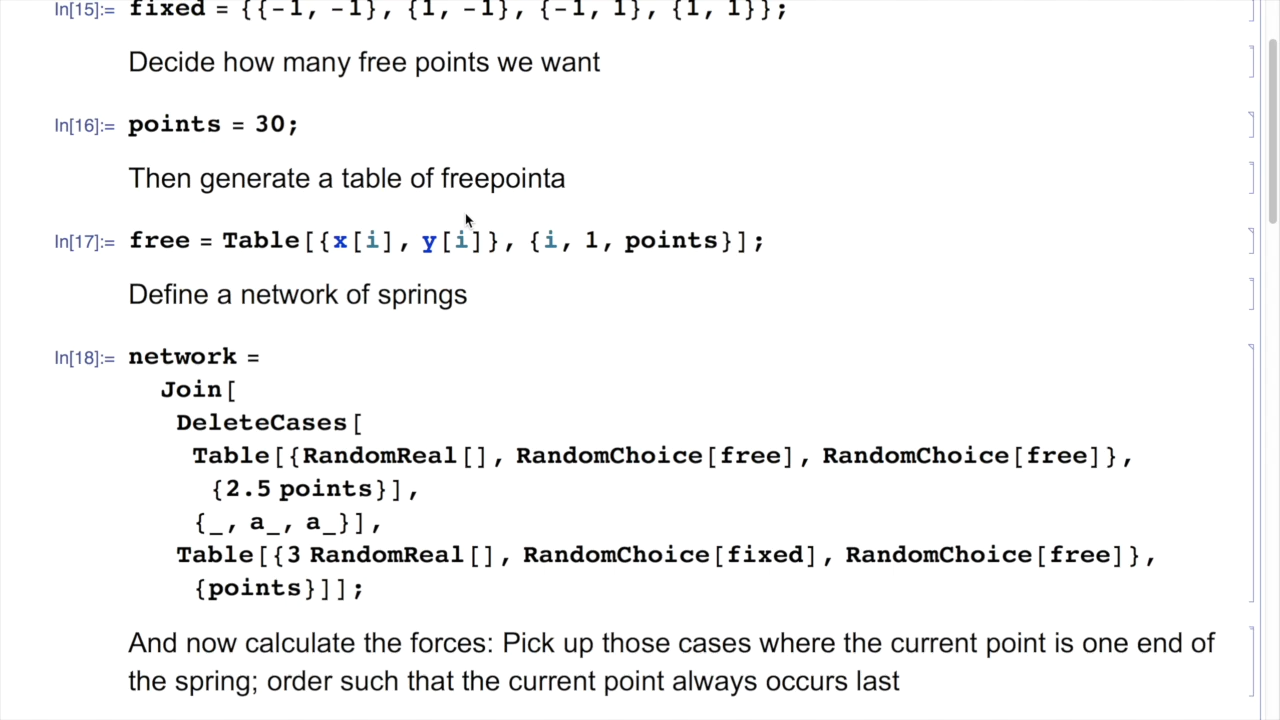 In[15]:= fixed = {{-1, -1}, {1, -1}, {-1, 1}, {1, 1}};
Decide how many free points we want
In[16]:= points = 30;
Then generate a table of freepointa
In[17]:= free = Table[{x[i], y[i]}, {i, 1, points}];
Define a network of springs
In[18]:= network =
Join[
DeleteCases[
Table[{RandomReal[], RandomChoice[free], RandomChoice[free]},
{2.5 points}],
{_, a_, a_}],
Table[{3 RandomReal[], RandomChoice[fixed], RandomChoice[free]},
{points}]];
And now calculate the forces: Pick up those cases where the current point is one end of
the spring; order such that the current point always occurs last